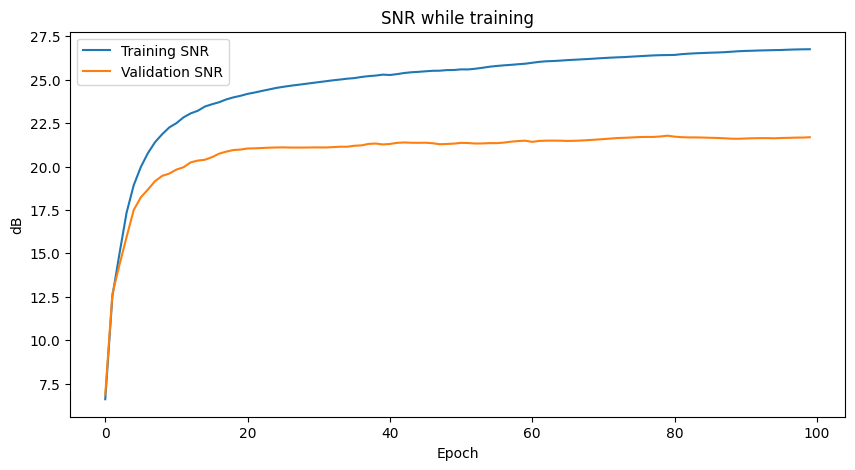 SNR while training
Training SNR
Validation SNR
dB
27.5
25.0
22.5
20.0
17.5
15.0
12.5
10.0
7.5
0 20 40 60 80 100
Epoch